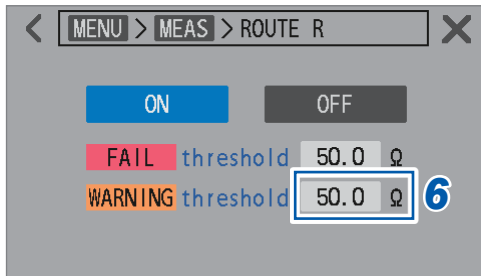 < MENU > MEAS > ROUTE R X
ON OFF
FAIL threshold 50.0 Ω
WARNING threshold 50.0 Ω 6